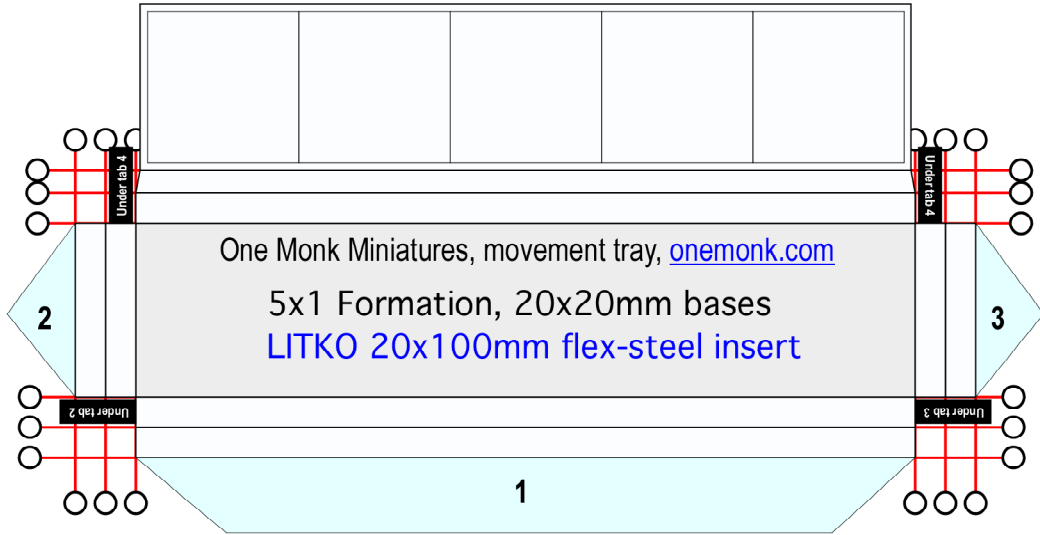 Under tab 4
Under tab 4
One Monk Miniatures, movement tray, onemonk.com
5x1 Formation, 20x20mm bases
LITKO 20x100mm flex-steel insert
2
3
Under tab 2
Under tab 3
1